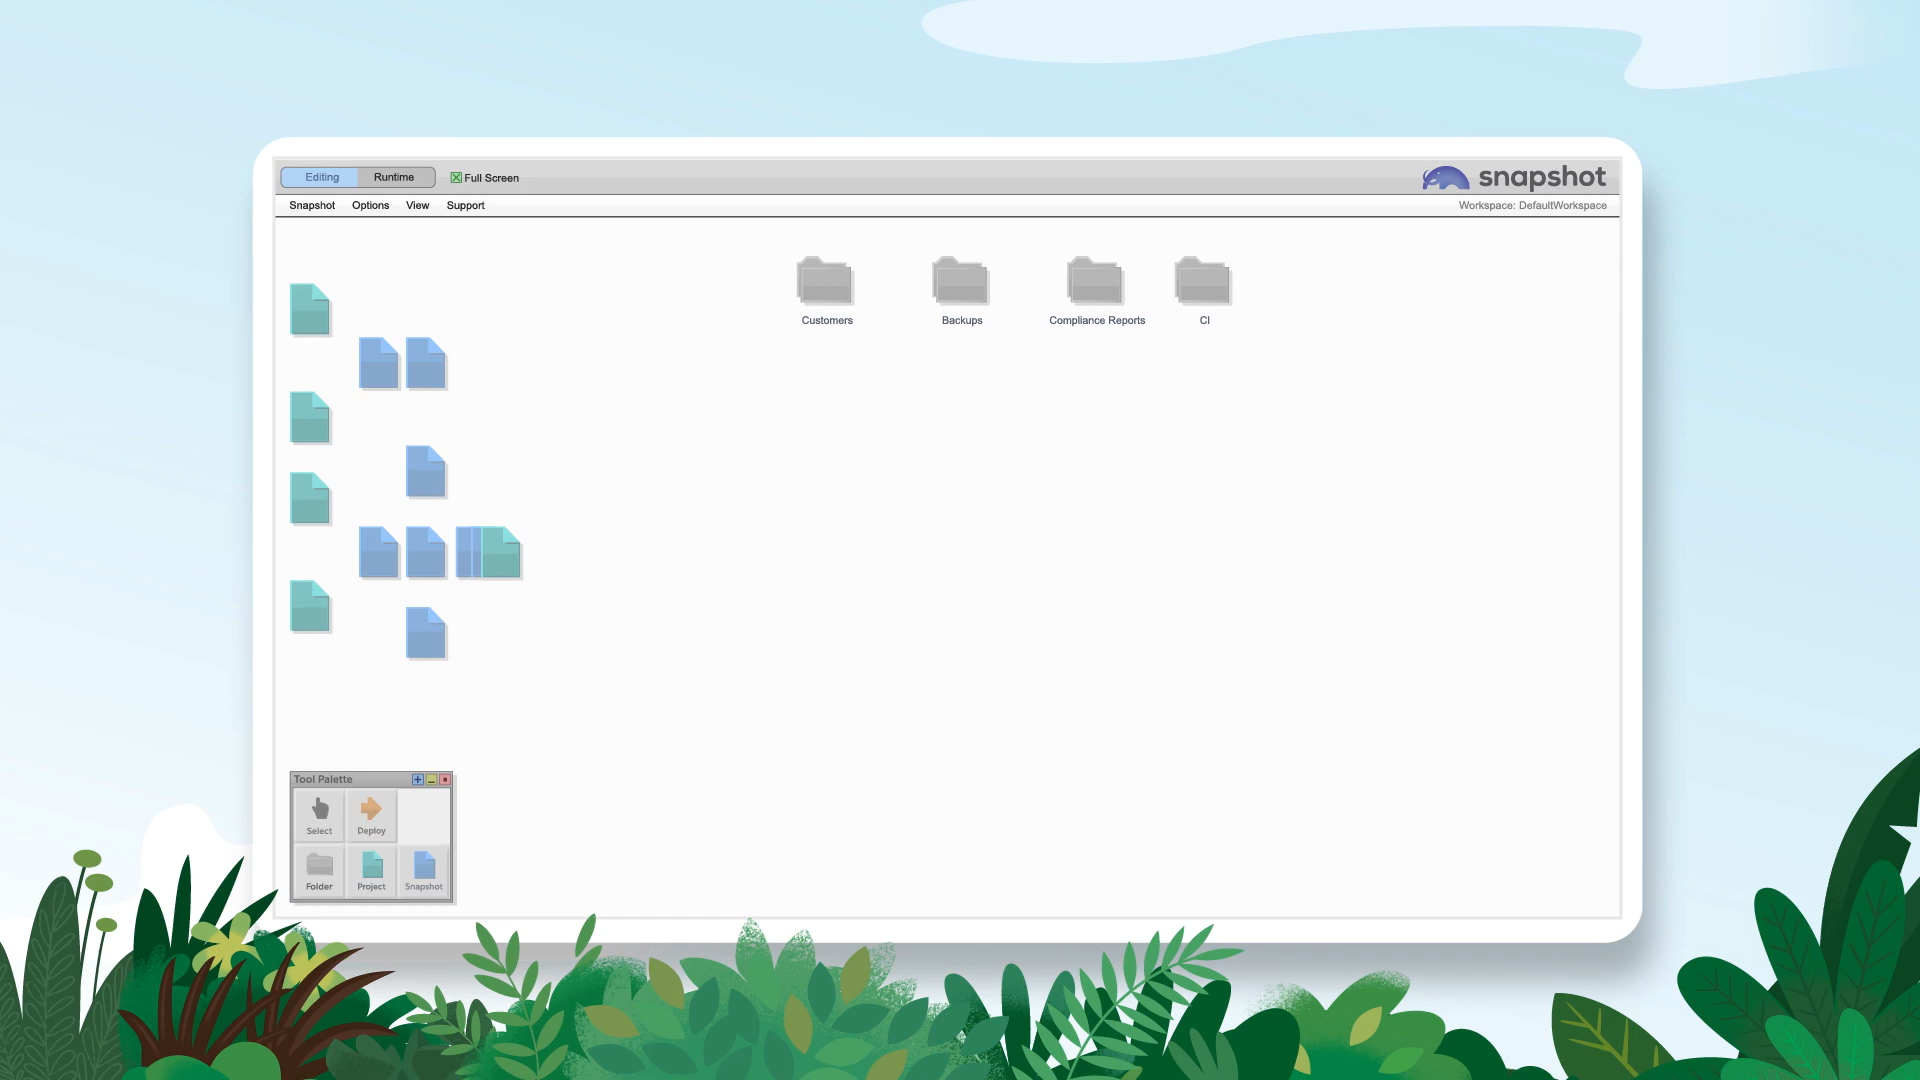 Editing Runtime Full Screen
snapshot
Snapshot Options View Support
Workspace: DefaultWorkspace
Customers Backups Compliance Reports CI
Tool Palette
Select Deploy
Folder Project Snapshot